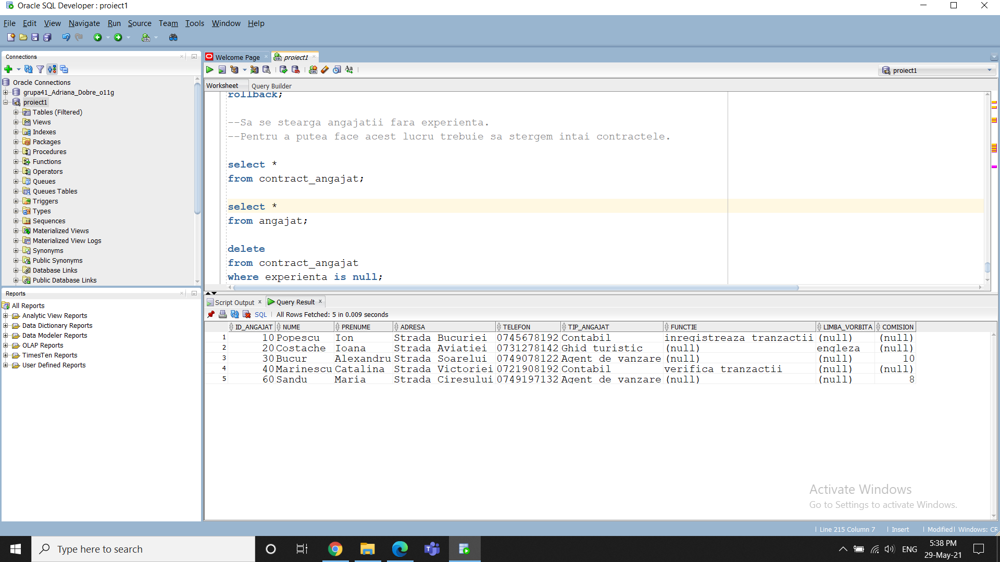 Oracle SQL Developer : proiect1
File Edit View Navigate Run Source Team Tools Window Help
Connections
Oracle Connections
grupa41_Adriana_Dobre_o11g
proiect1
Tables (Filtered)
Views
Indexes
Packages
Procedures
Functions
Operators
Queues
Queues Tables
Triggers
Types
Sequences
Materialized Views
Materialized View Logs
Synonyms
Public Synonyms
Database Links
Public Database Links
Reports
All Reports
Analytic View Reports
Data Dictionary Reports
Data Modeler Reports
OLAP Reports
TimesTen Reports
User Defined Reports
Welcome Page proiect1
proiect1
Worksheet Query Builder
rollback;
--Sa se stearga angajatii fara experienta.
--Pentru a putea face acest lucru trebuie sa stergem intai contractele.
select *
from contract_angajat;
select *
from angajat;
delete
from contract_angajat
where experienta is null;
Script Output Query Result
SQL All Rows Fetched: 5 in 0.009 seconds
ID_ANGAJAT NUME PRENUME ADRESA TELEFON TIP_ANGAJAT FUNCTIE LIMBA_VORBITA COMISION
1 10 Popescu Ion Strada Bucuriei 0745678192 Contabil inregistreaza tranzactii (null) (null)
2 20 Costache Ioana Strada Aviatiei 0731278142 Ghid turistic (null) engleza (null)
3 30 Bucur Alexandru Strada Soarelui 0749078122 Agent de vanzare (null) (null) 10
4 40 Marinescu Catalina Strada Victoriei 0721908192 Contabil verifica tranzactii (null) (null)
5 60 Sandu Maria Strada Ciresului 0749197132 Agent de vanzare (null) (null) 8
Activate Windows
Go to Settings to activate Windows.
Line 215 Column 7 Insert Modified Windows: CR
Type here to search
ENG
5:38 PM
29-May-21